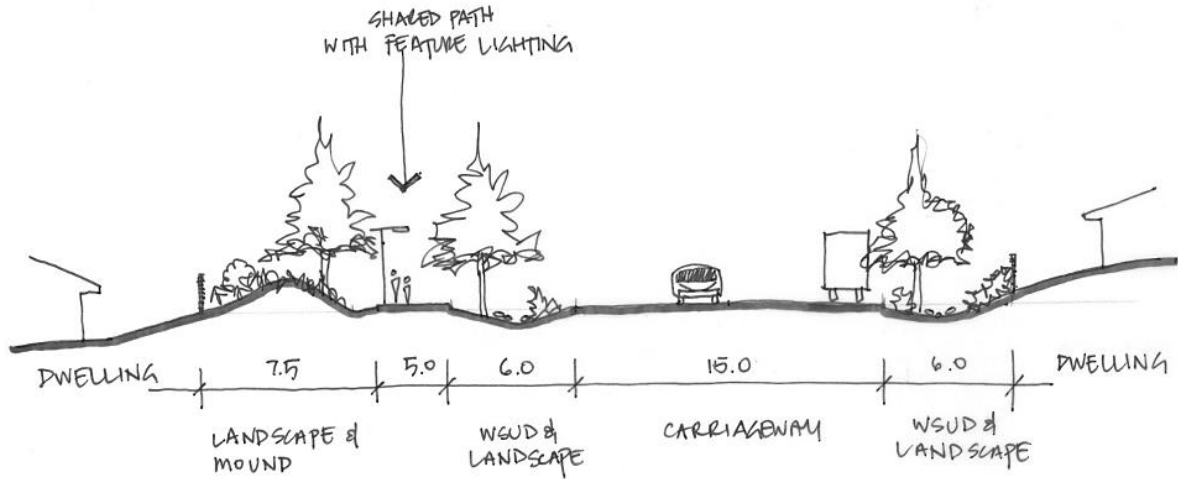 SHARED PATH
WITH FEATURE LIGHTING
DWELLING
7.5
5.0
6.0
15.0
6.0
DWELLING
LANDSCAPE &
MOUND
WSUD &
LANDSCAPE
CARRIAGEWAY
WSUD &
LANDSCAPE